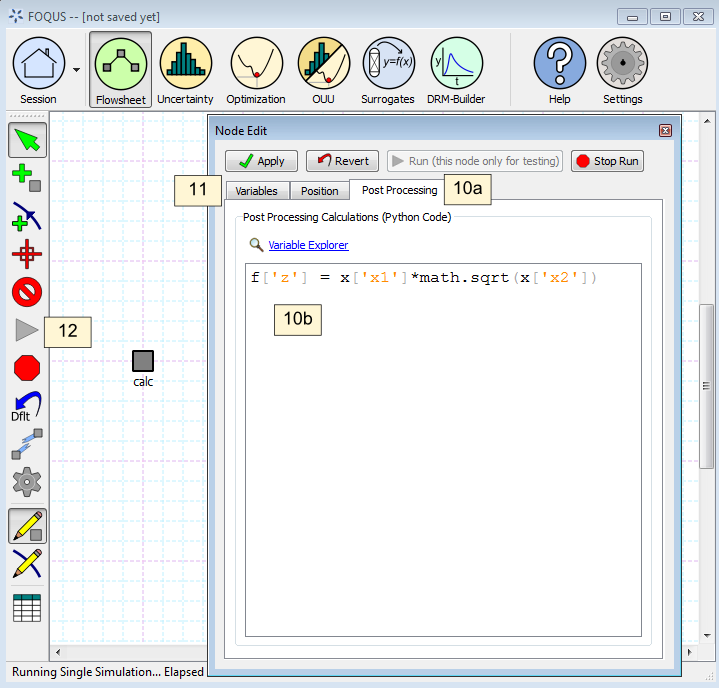 FOQUS -- [not saved yet]
Session
Flowsheet
Uncertainty
Optimization
OUU
y=f(x)
Surrogates
y
t
DRM-Builder
?
Help
Settings
Node Edit
Apply
Revert
Run (this node only for testing)
Stop Run
11
Variables
Position
Post Processing
10a
Post Processing Calculations (Python Code)
Variable Explorer
f['z'] = x['x1']*math.sqrt(x['x2'])
10b
12
calc
Dflt
Running Single Simulation... Elapsed